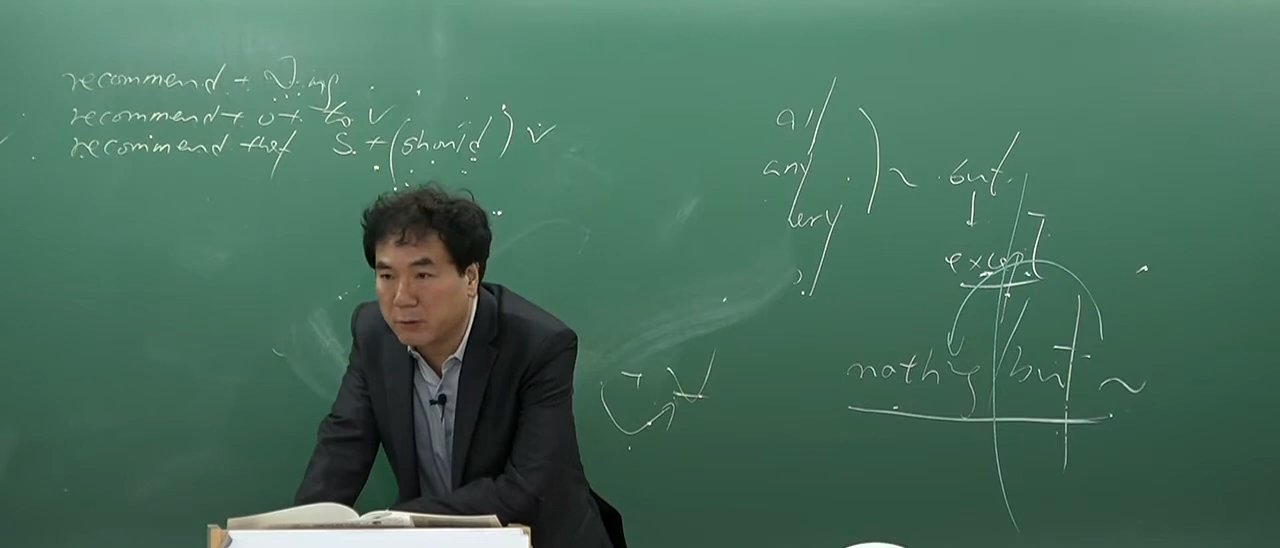 recommend + V.ing
recommend + O + to V
recommend that S. + (should) V
all
any
very
) ~ but
except
nothing but ~